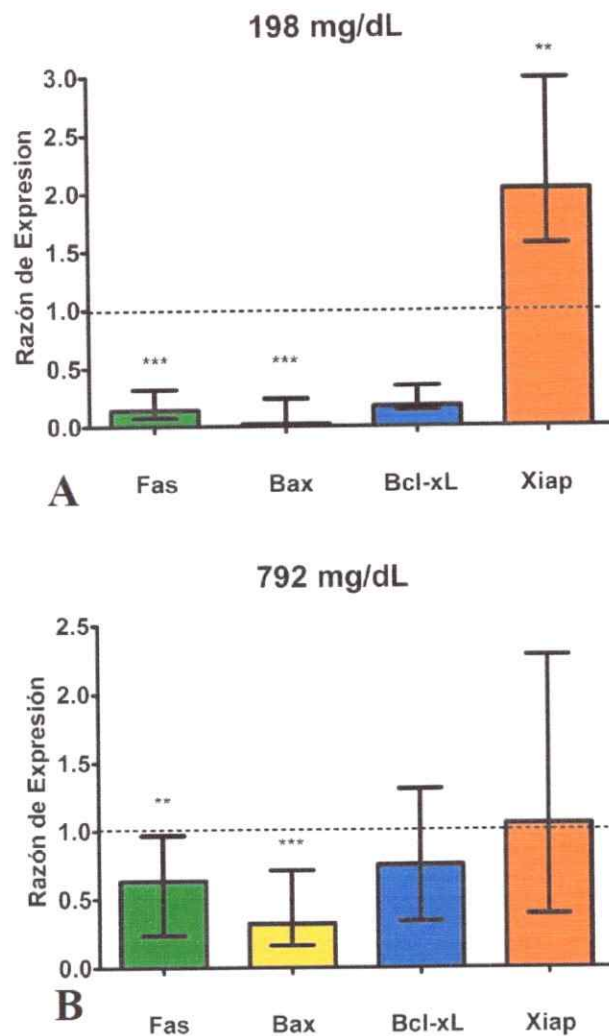 198 mg/dL
**
3.0
2.5
2.0
1.5
1.0
0.5
0.0
Razón de Expresion
*** ***
Fas Bax Bcl-xL Xiap
A
792 mg/dL
2.5
2.0
1.5
1.0
0.5
0.0
Razón de Expresión
** ***
Fas Bax Bcl-xL Xiap
B